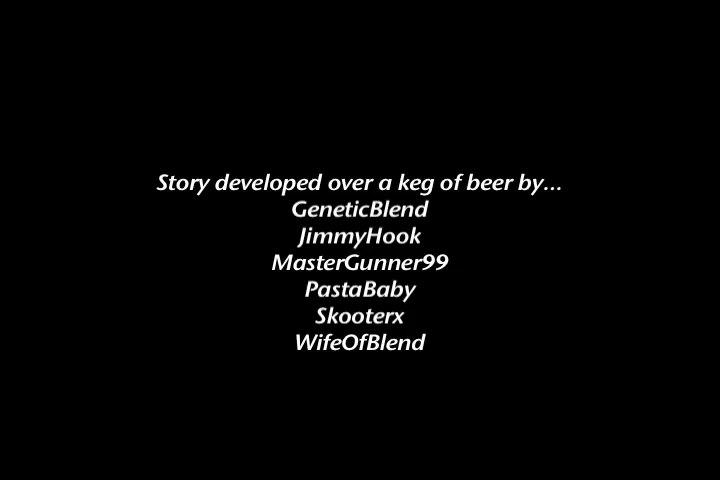 Story developed over a keg of beer by...
GeneticBlend
JimmyHook
MasterGunner99
PastaBaby
Skooterx
WifeOfBlend